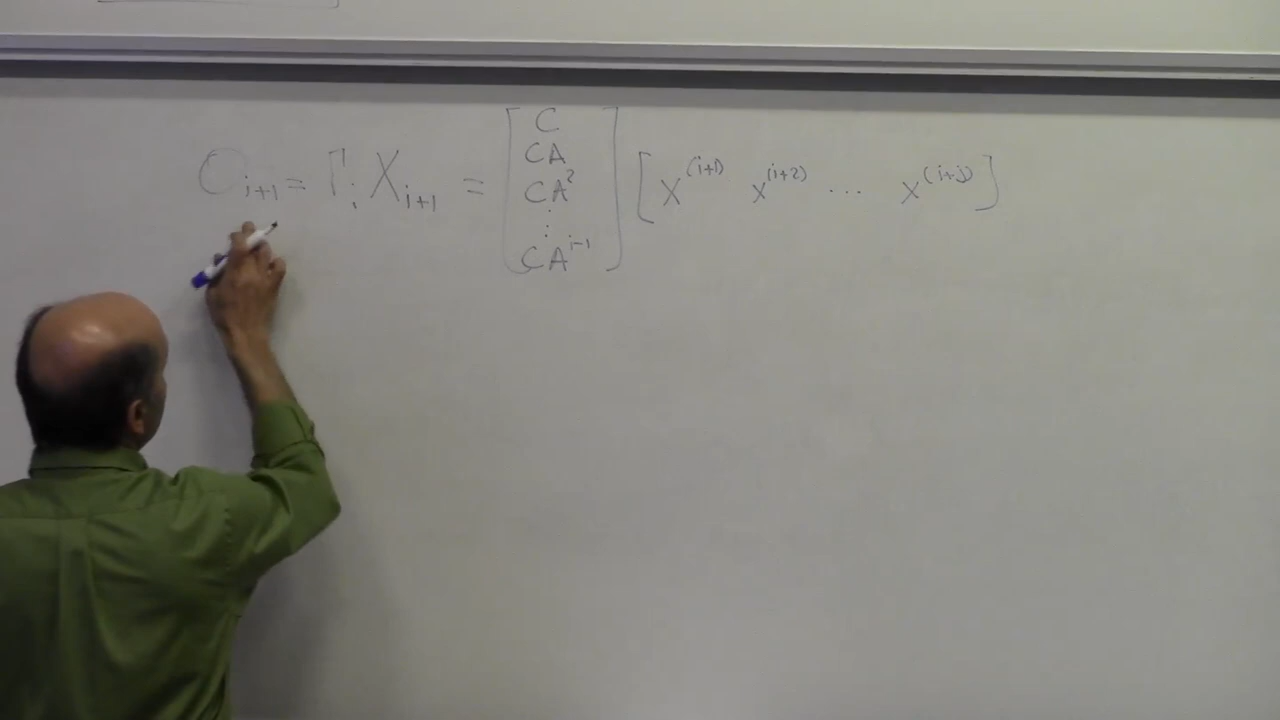 O_{i+1} = Γ_i X_{i+1} = [C CA CA² ⋮ CA^{i-1}] [x^{(i+1)} x^{(i+2)} ... x^{(i+j)}]